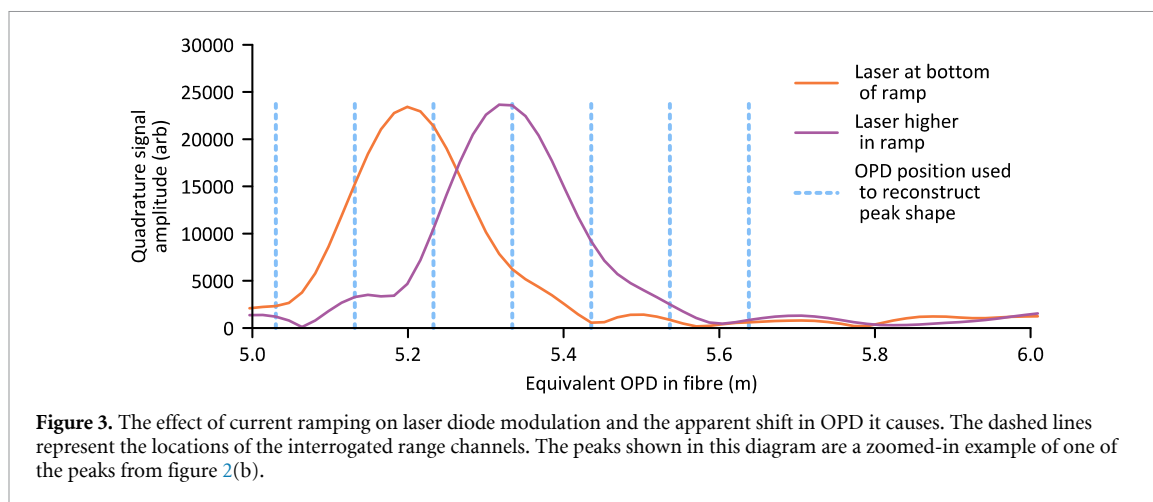 30000
25000
20000
15000
10000
5000
0
Quadrature signal
amplitude (arb)
5.0 5.2 5.4 5.6 5.8 6.0
Equivalent OPD in fibre (m)
Laser at bottom
of ramp
Laser higher
in ramp
OPD position used
to reconstruct
peak shape
Figure 3. The effect of current ramping on laser diode modulation and the apparent shift in OPD it causes. The dashed lines
represent the locations of the interrogated range channels. The peaks shown in this diagram are a zoomed-in example of one of
the peaks from figure 2(b).